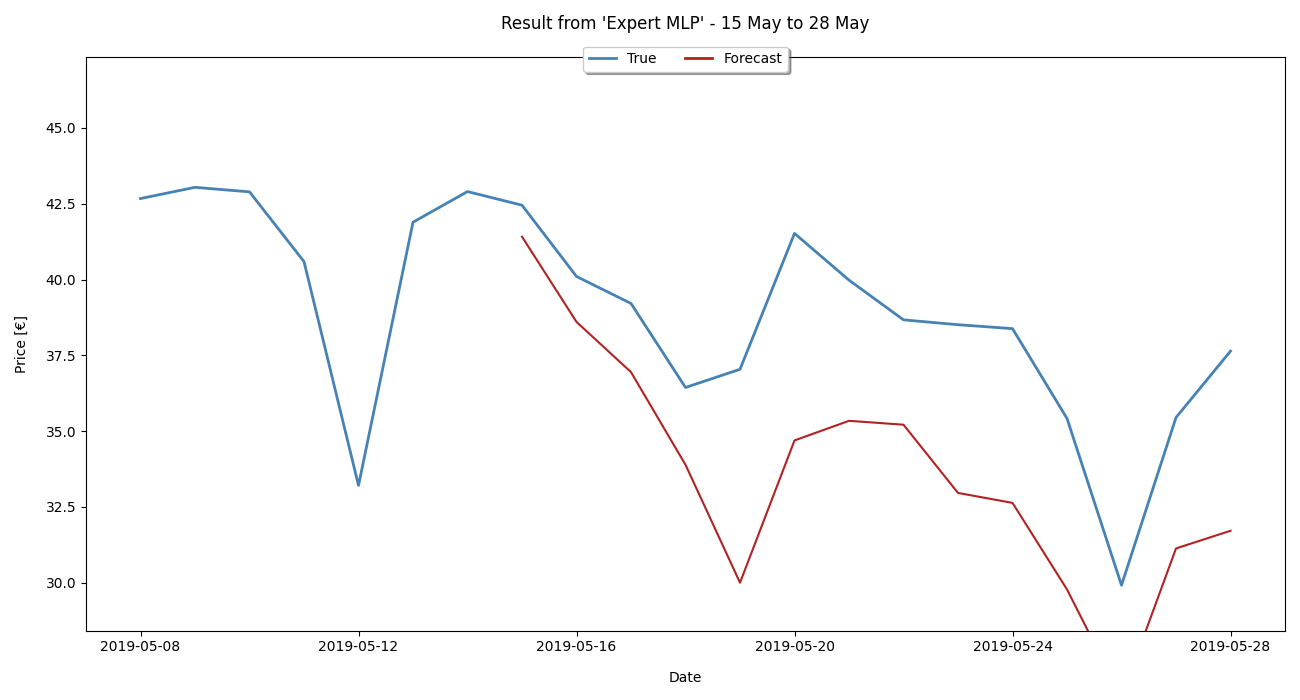 Result from 'Expert MLP' - 15 May to 28 May
True
Forecast
45.0
42.5
40.0
37.5
35.0
32.5
30.0
Price [€]
2019-05-08
2019-05-12
2019-05-16
2019-05-20
2019-05-24
2019-05-28
Date